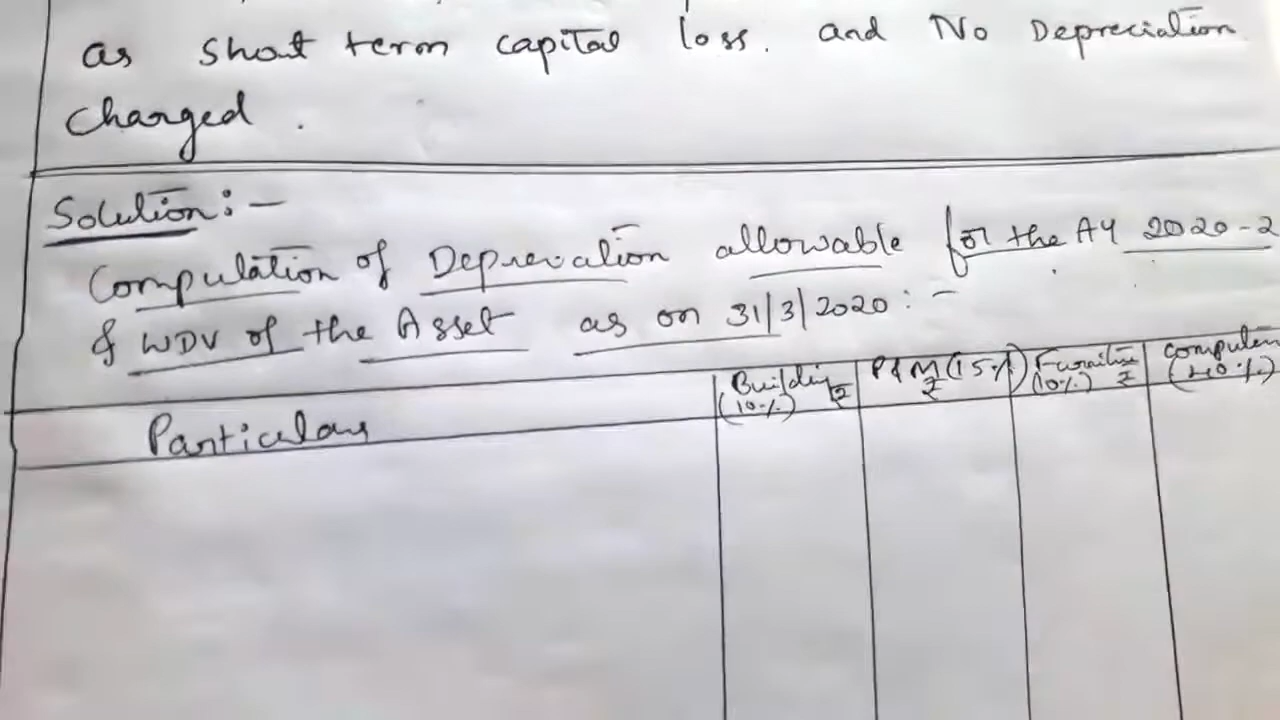 as short term capital loss. and No Depreciation
charged.
Solution:-
Computation of Depreciation allowable for the AY 2020-2
& WDV of the Asset as on 31/3/2020:-
Particulars
Building ₹
(10%)
P&M (15%)
₹
Furniture
(10%) ₹
Computer
(40%)